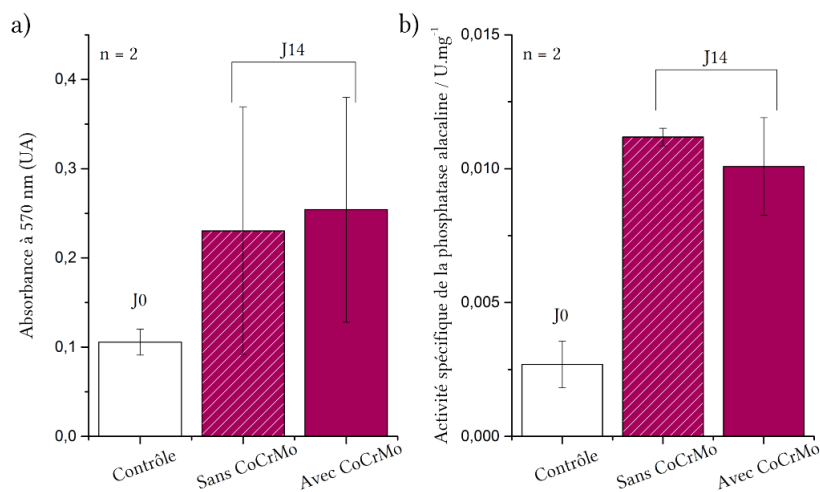 a)
n = 2
J14
J0
Absorbance à 570 nm (UA)
0,4
0,3
0,2
0,1
0,0
Contrôle
Sans CoCrMo
Avec CoCrMo
b)
n = 2
J14
J0
Activité spécifique de la phosphatase alacaline / U.mg⁻¹
0,015
0,010
0,005
0,000
Contrôle
Sans CoCrMo
Avec CoCrMo